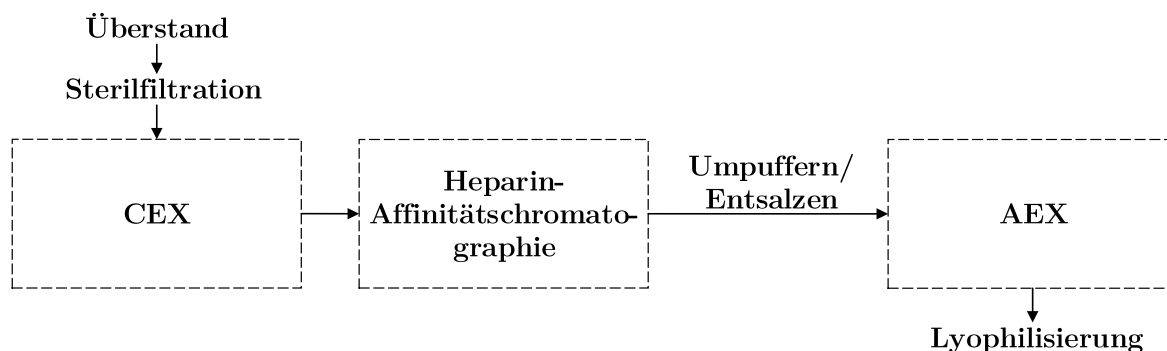 Überstand
Sterilfiltration
CEX
Heparin-
Affinitätschromato-
graphie
Umpuffern/
Entsalzen
AEX
Lyophilisierung